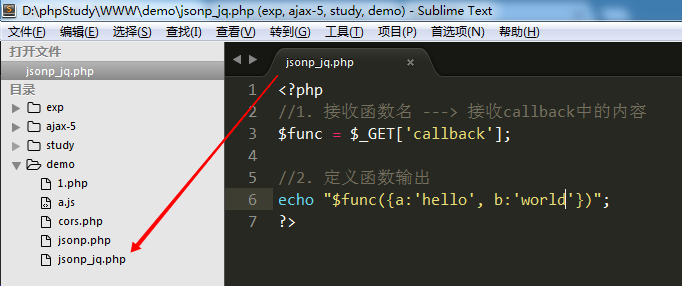 D:\phpStudy\WWW\demo\jsonp_jq.php (exp, ajax-5, study, demo) - Sublime Text
文件(F) 编辑(E) 选择(S) 查找(I) 查看(V) 转到(G) 工具(T) 项目(P) 首选项(N) 帮助(H)
打开文件
jsonp_jq.php
目录
exp
ajax-5
study
demo
1.php
a.js
cors.php
jsonp.php
jsonp_jq.php
jsonp_jq.php ×
1 <?php
2 //1. 接收函数名 ---> 接收callback中的内容
3 $func = $_GET['callback'];
4
5 //2. 定义函数输出
6 echo "$func({a:'hello', b:'world'})";
7 ?>